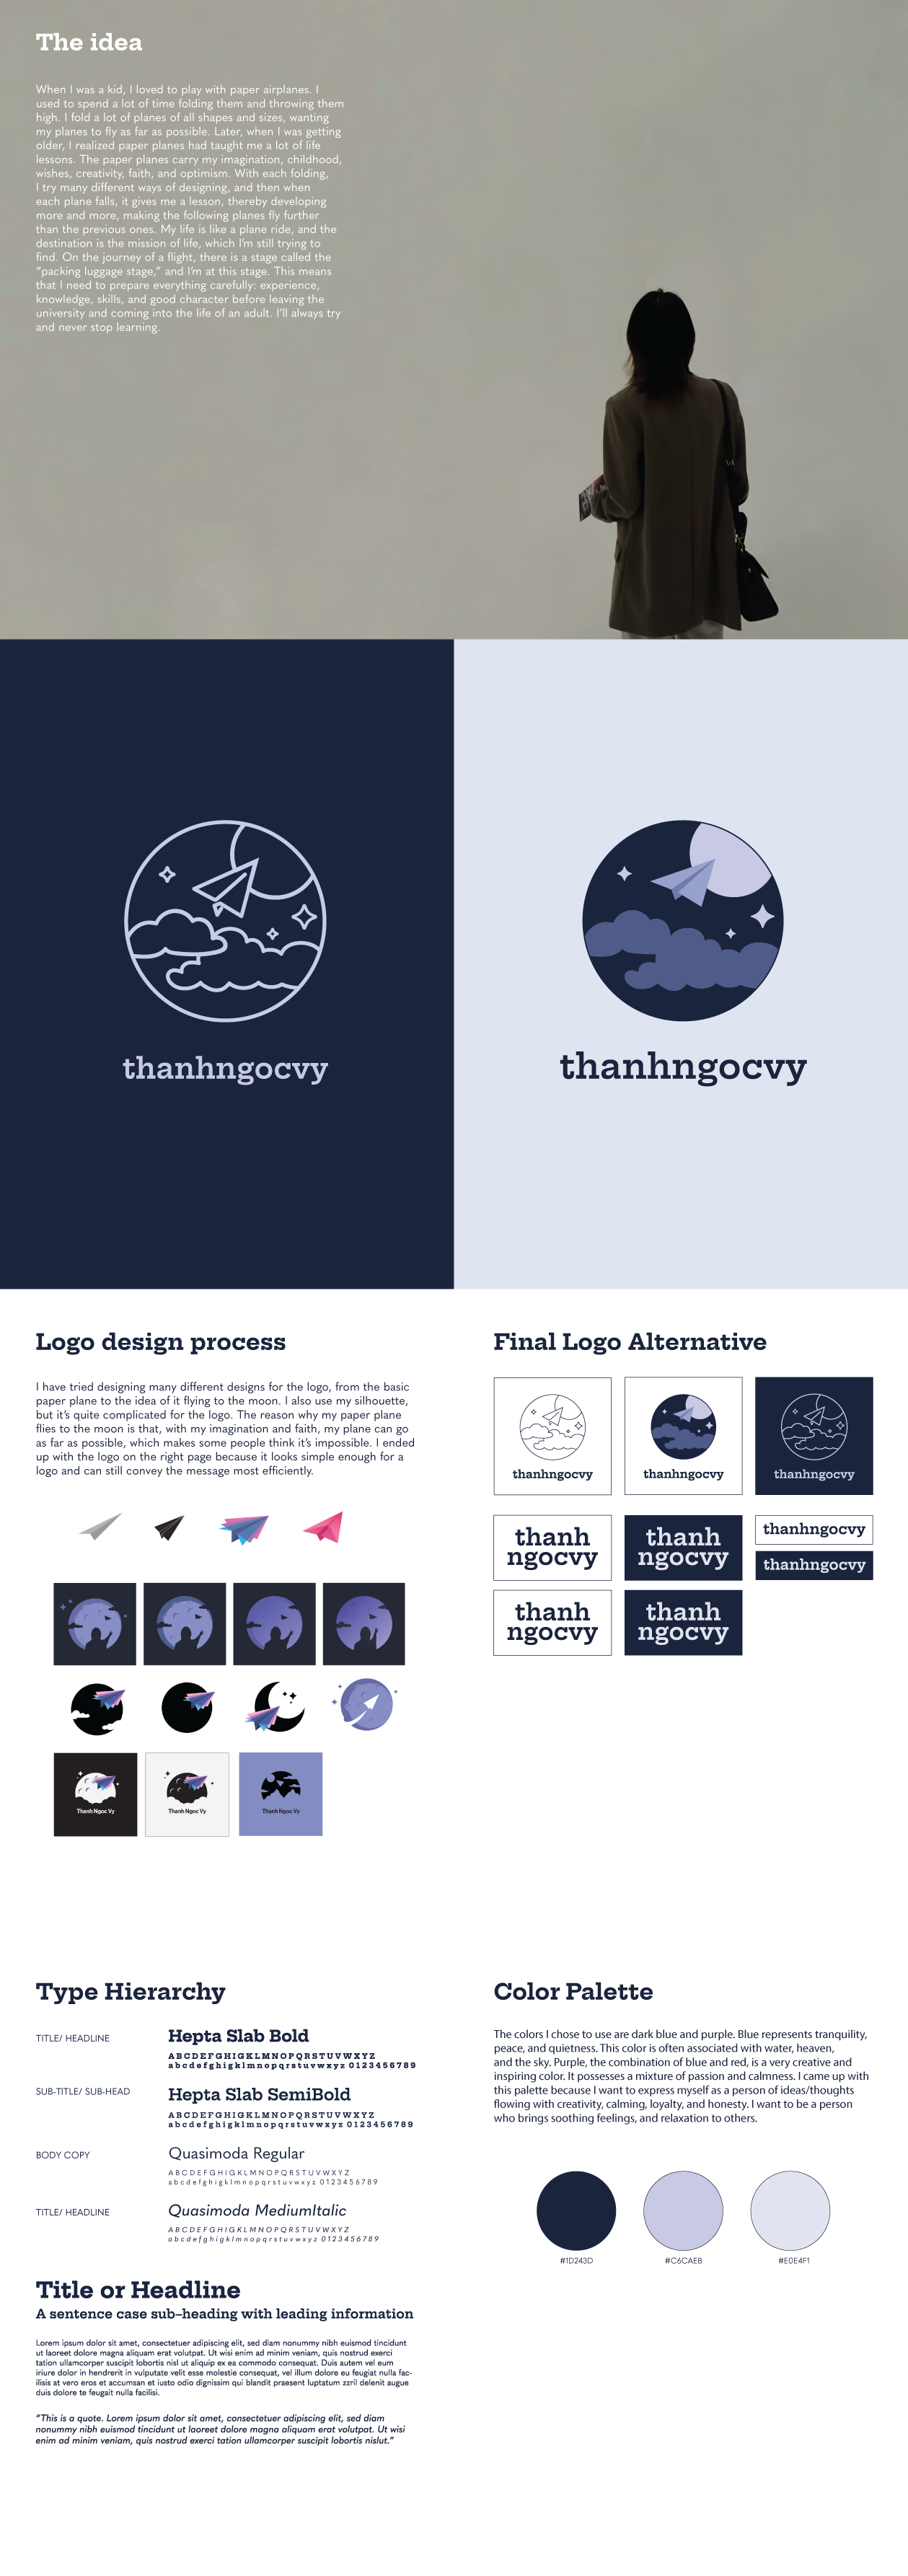 The idea
When I was a kid, I loved to play with paper airplanes. I
used to spend a lot of time folding them and throwing them
high. I fold a lot of planes of all shapes and sizes, wanting
my planes to fly as far as possible. Later, when I was getting
older, I realized paper planes had taught me a lot of life
lessons. The paper planes carry my imagination, childhood,
wishes, creativity, faith, and optimism. With each folding,
I try many different ways of designing, and then when
each plane falls, it gives me a lesson, thereby developing
more and more, making the following planes fly further
than the previous ones. My life is like a plane ride, and the
destination is the mission of life, which I'm still trying to
find. On the journey of a flight, there is a stage called the
“packing luggage stage,” and I'm at this stage. This means
that I need to prepare everything carefully: experience,
knowledge, skills, and good character before leaving the
university and coming into the life of an adult. I'll always try
and never stop learning.
thanhngocvy
thanhngocvy
Logo design process
I have tried designing many different designs for the logo, from the basic
paper plane to the idea of it flying to the moon. I also use my silhouette,
but it's quite complicated for the logo. The reason why my paper plane
flies to the moon is that, with my imagination and faith, my plane can go
as far as possible, which makes some people think it's impossible. I ended
up with the logo on the right page because it looks simple enough for a
logo and can still convey the message most efficiently.
Thanh Ngoc Vy
Thanh Ngoc Vy
Thanh Ngoc Vy
Final Logo Alternative
thanhngocvy
thanhngocvy
thanhngocvy
thanh
ngocvy
thanh
ngocvy
thanhngocvy
thanhngocvy
thanh
ngocvy
thanh
ngocvy
Type Hierarchy
TITLE/ HEADLINE
Hepta Slab Bold
ABCDEFGHIGKLMNOPQRSTUVWXYZ
abcdefghigklmnopqrstuvwxyz 0123456789
SUB-TITLE/ SUB-HEAD
Hepta Slab SemiBold
ABCDEFGHIGKLMNOPQRSTUVWXYZ
abcdefghigklmnopqrstuvwxyz 0123456789
BODY COPY
Quasimoda Regular
ABCDEFGHIGKLMNOPQRSTUVWXYZ
abcdefghigklmnopqrstuvwxyz 0123456789
TITLE/ HEADLINE
Quasimoda MediumItalic
ABCDEFGHIGKLMNOPQRSTUVWXYZ
abcdefghigklmnopqrstuvwxyz 0123456789
Title or Headline
A sentence case sub–heading with leading information
Lorem ipsum dolor sit amet, consectetuer adipiscing elit, sed diam nonummy nibh euismod tincidunt
ut laoreet dolore magna aliquam erat volutpat. Ut wisi enim ad minim veniam, quis nostrud exerci
tation ullamcorper suscipit lobortis nisl ut aliquip ex ea commodo consequat. Duis autem vel eum
iriure dolor in hendrerit in vulputate velit esse molestie consequat, vel illum dolore eu feugiat nulla fac-
ilisis at vero eros et accumsan et iusto odio dignissim qui blandit praesent luptatum zzril delenit augue
duis dolore te feugait nulla facilisi.
“This is a quote. Lorem ipsum dolor sit amet, consectetuer adipiscing elit, sed diam
nonummy nibh euismod tincidunt ut laoreet dolore magna aliquam erat volutpat. Ut wisi
enim ad minim veniam, quis nostrud exerci tation ullamcorper suscipit lobortis nislut.”
Color Palette
The colors I chose to use are dark blue and purple. Blue represents tranquility,
peace, and quietness. This color is often associated with water, heaven,
and the sky. Purple, the combination of blue and red, is a very creative and
inspiring color. It possesses a mixture of passion and calmness. I came up with
this palette because I want to express myself as a person of ideas/thoughts
flowing with creativity, calming, loyalty, and honesty. I want to be a person
who brings soothing feelings, and relaxation to others.
#1D243D
#C6CAEB
#E0E4F1